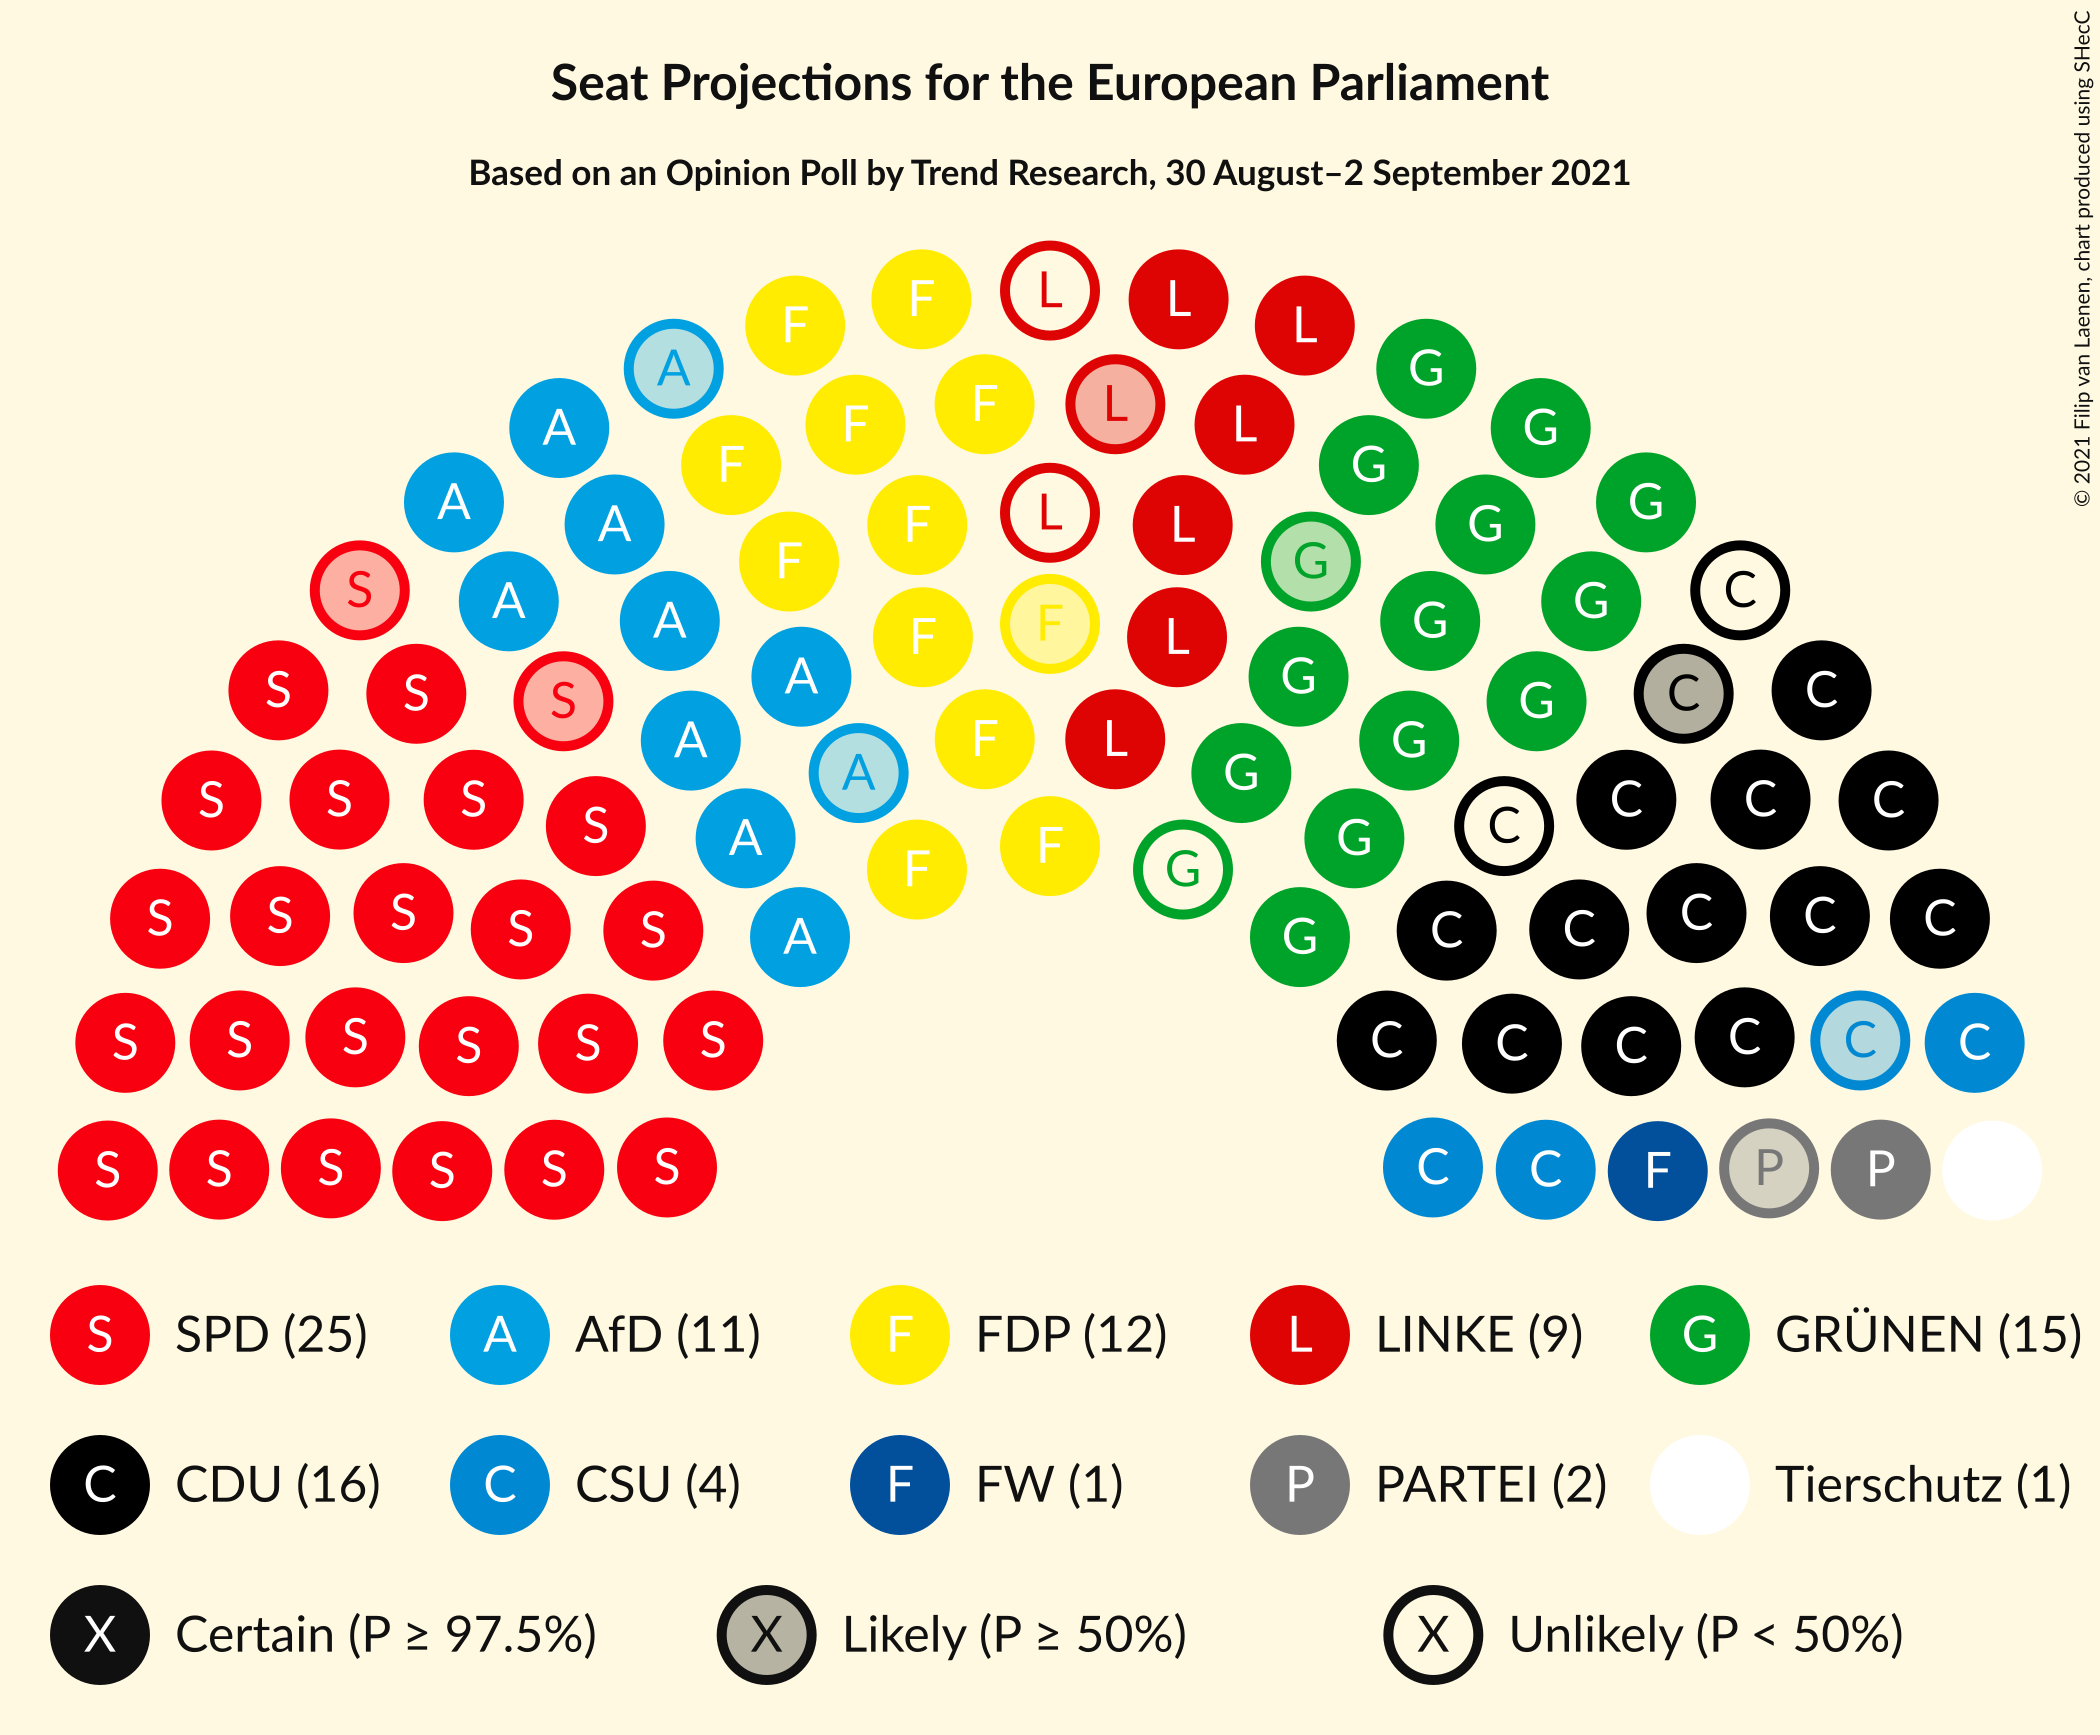 Seat Projections for the European Parliament
Based on an Opinion Poll by Trend Research, 30 August–2 September 2021
© 2021 Filip van Laenen, chart produced using SHecC
L
F L
F L
A F G
F L
F L
A G
F G
A G
L
F L
A G
F G
S A G C
A G
F
A F L G
A G
S S S G C C
A G
F L
A G
S S S A G C C C
S C
F
A G
F G
S S S S S A G C C C C C
S S S S S S C C C C C C
S S S S S S C C F P P
S SPD (25) A AfD (11) F FDP (12) L LINKE (9) G GRÜNEN (15)
C CDU (16) C CSU (4) F FW (1) P PARTEI (2) Tierschutz (1)
X Certain (P ≥ 97.5%) X Likely (P ≥ 50%) X Unlikely (P < 50%)